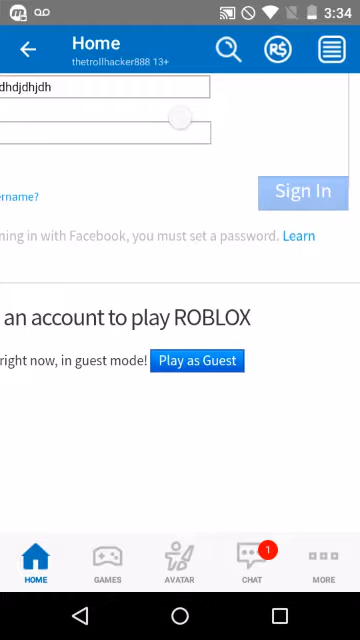 3:34
Home
thetrollhacker888 13+
R$
dhdjdhjdh
ername?
Sign In
ning in with Facebook, you must set a password. Learn
an account to play ROBLOX
right now, in guest mode! Play as Guest
1
HOME
GAMES
AVATAR
CHAT
MORE